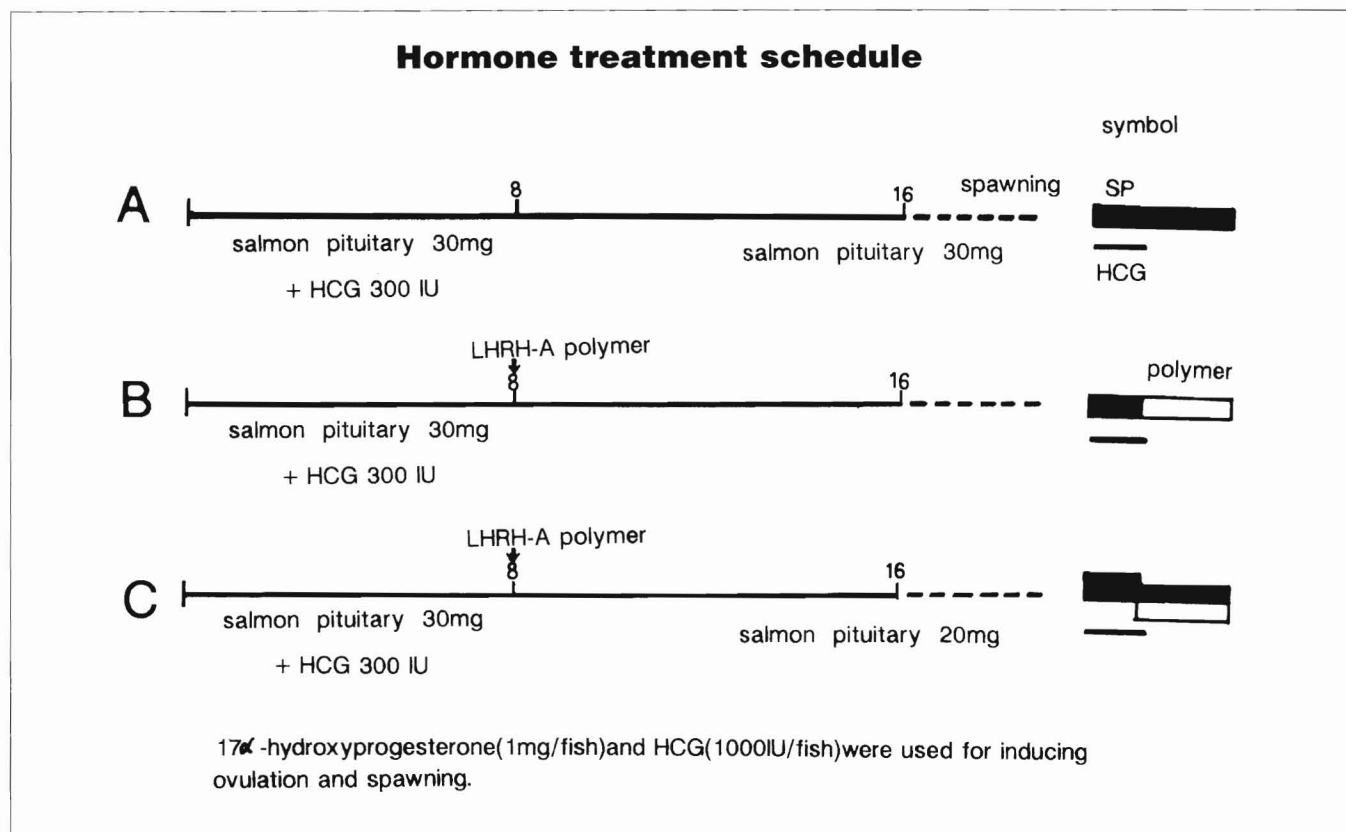 Hormone treatment schedule
symbol
A
8
16
spawning
SP
salmon pituitary 30mg
salmon pituitary 30mg
+ HCG 300 IU
HCG
LHRH-A polymer
B
8
16
polymer
salmon pituitary 30mg
+ HCG 300 IU
LHRH-A polymer
C
8
16
salmon pituitary 30mg
salmon pituitary 20mg
+ HCG 300 IU
17α-hydroxyprogesterone(1mg/fish)and HCG(1000IU/fish)were used for inducing
ovulation and spawning.